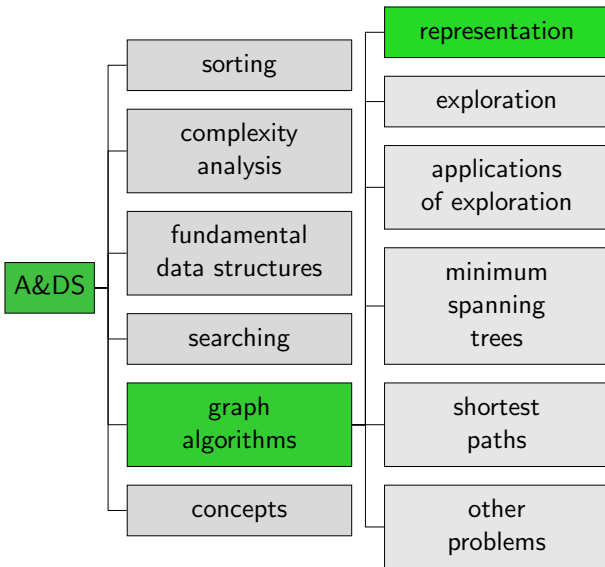 A&DS
sorting
complexity
analysis
fundamental
data structures
searching
graph
algorithms
concepts
representation
exploration
applications
of exploration
minimum
spanning
trees
shortest
paths
other
problems